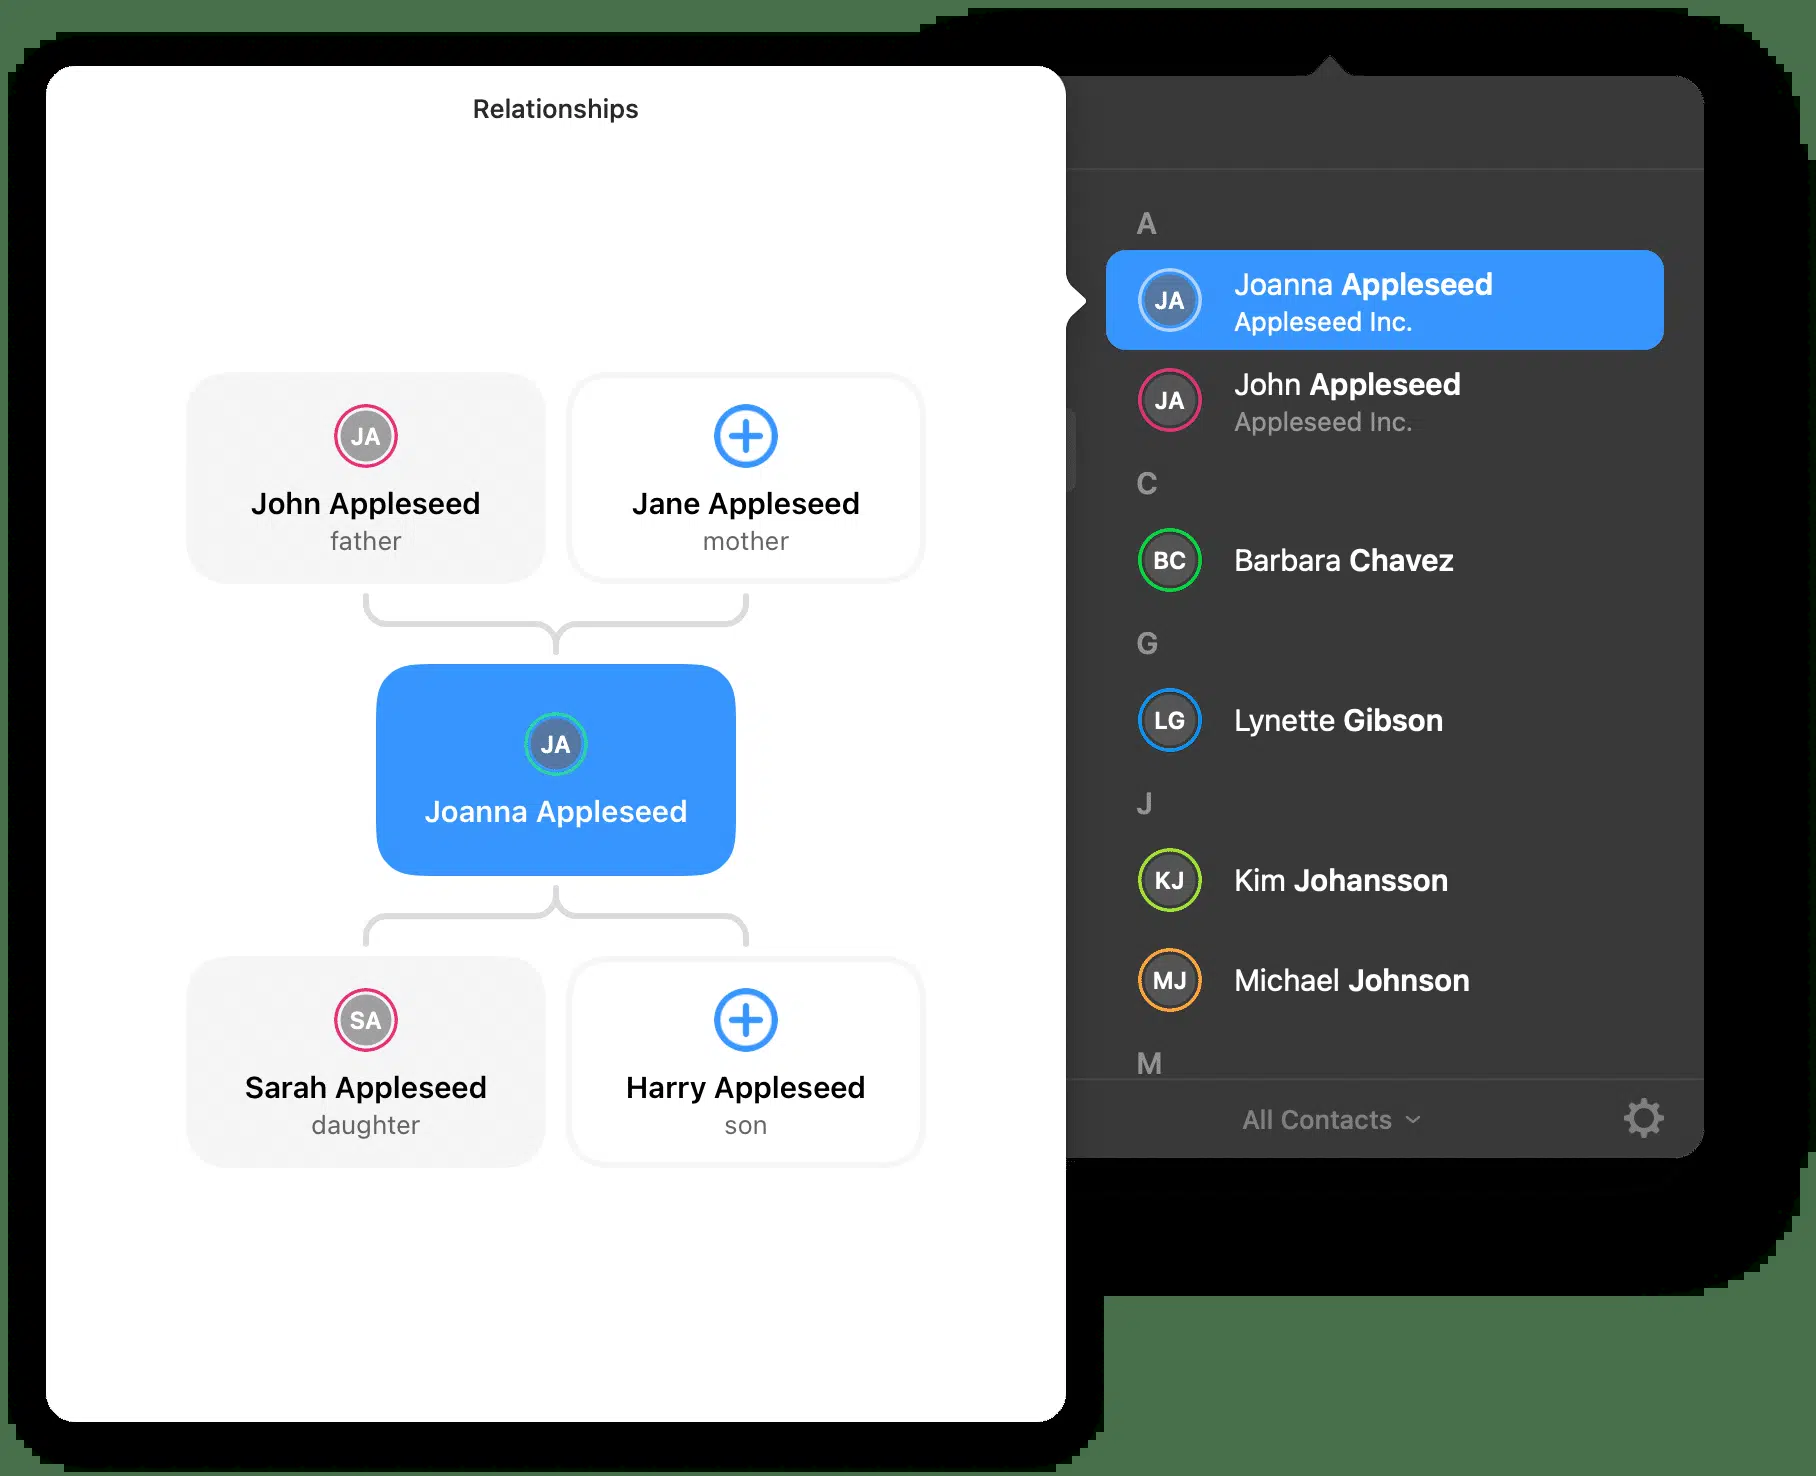 Relationships
JA
John Appleseed
father
Jane Appleseed
mother
JA
Joanna Appleseed
SA
Sarah Appleseed
daughter
Harry Appleseed
son
A
JA
Joanna Appleseed
Appleseed Inc.
JA
John Appleseed
Appleseed Inc.
C
BC
Barbara Chavez
G
LG
Lynette Gibson
J
KJ
Kim Johansson
MJ
Michael Johnson
M
All Contacts